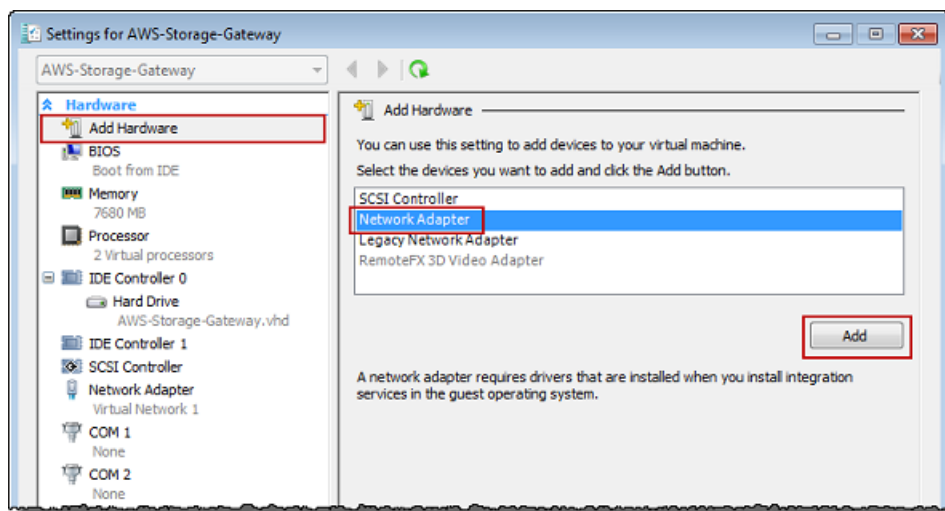 Settings for AWS-Storage-Gateway
AWS-Storage-Gateway
Hardware
Add Hardware
BIOS
Boot from IDE
Memory
7680 MB
Processor
2 Virtual processors
IDE Controller 0
Hard Drive
AWS-Storage-Gateway.vhd
IDE Controller 1
SCSI Controller
Network Adapter
Virtual Network 1
COM 1
None
COM 2
None
Add Hardware
You can use this setting to add devices to your virtual machine.
Select the devices you want to add and click the Add button.
SCSI Controller
Network Adapter
Legacy Network Adapter
RemoteFX 3D Video Adapter
Add
A network adapter requires drivers that are installed when you install integration
services in the guest operating system.